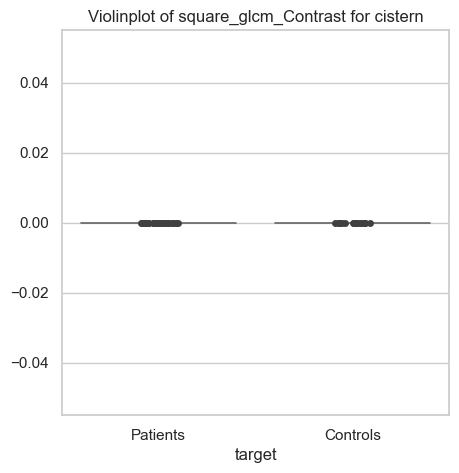 Violinplot of square_glcm_Contrast for cistern
0.04
0.02
0.00
−0.02
−0.04
Patients Controls
target